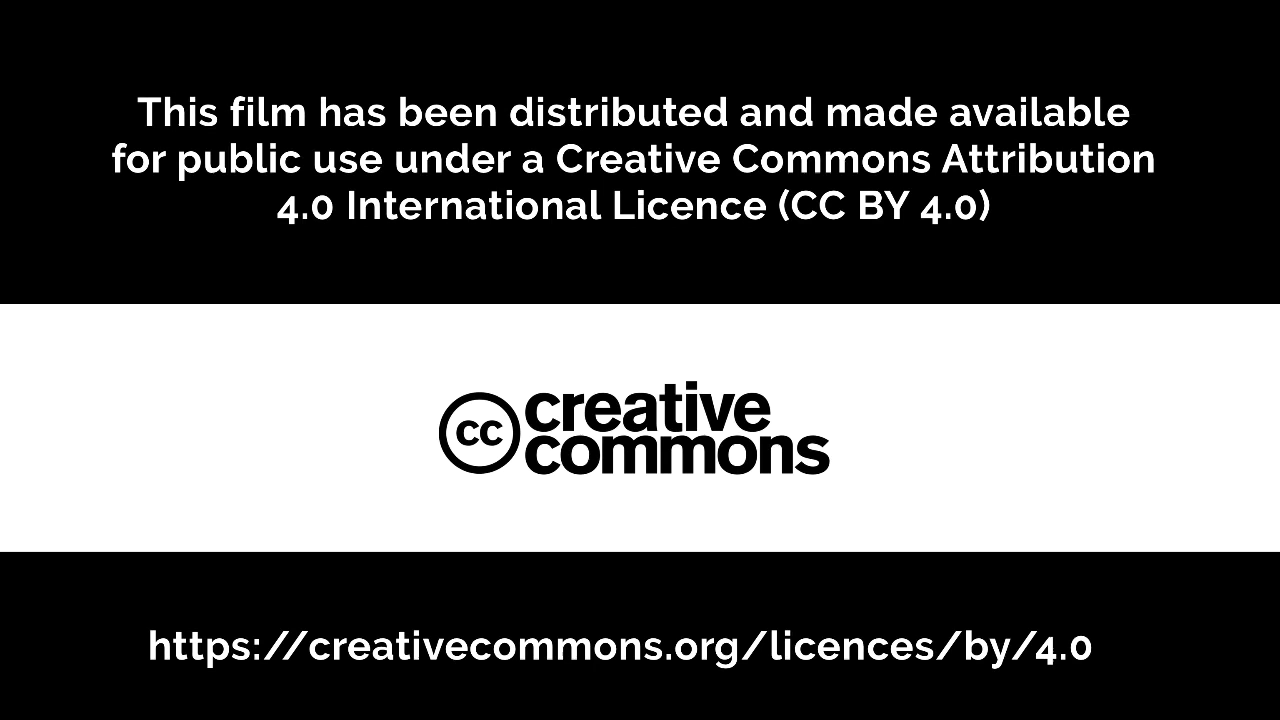 This film has been distributed and made available
for public use under a Creative Commons Attribution
4.0 International Licence (CC BY 4.0)
cc creative
commons
https://creativecommons.org/licences/by/4.0